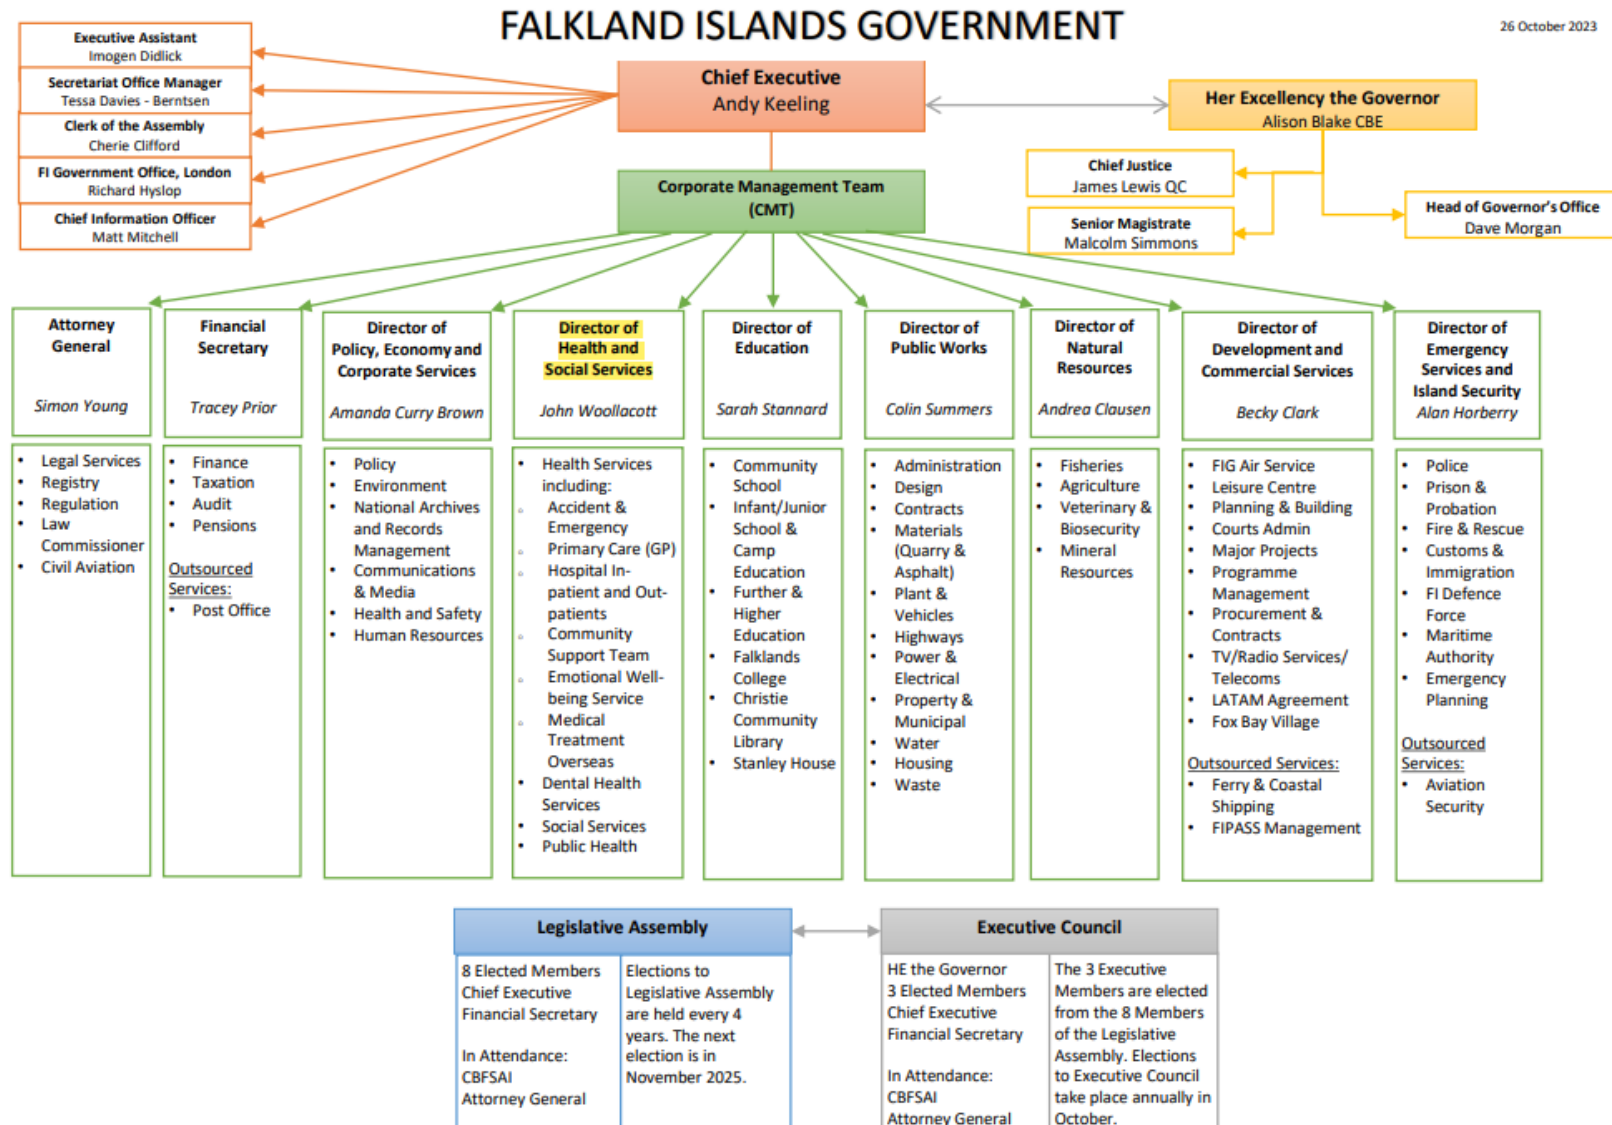 FALKLAND ISLANDS GOVERNMENT
26 October 2023
Executive Assistant
Imogen Didlick
Secretariat Office Manager
Tessa Davies - Berntsen
Clerk of the Assembly
Cherie Clifford
FI Government Office, London
Richard Hyslop
Chief Information Officer
Matt Mitchell
Chief Executive
Andy Keeling
Her Excellency the Governor
Alison Blake CBE
Chief Justice
James Lewis QC
Senior Magistrate
Malcolm Simmons
Head of Governor's Office
Dave Morgan
Corporate Management Team
(CMT)
Attorney
General
Simon Young
• Legal Services
• Registry
• Regulation
• Law
Commissioner
• Civil Aviation
Financial
Secretary
Tracey Prior
• Finance
• Taxation
• Audit
• Pensions
Outsourced
Services:
• Post Office
Director of
Policy, Economy and
Corporate Services
Amanda Curry Brown
• Policy
• Environment
• National Archives
and Records
Management
• Communications
& Media
• Health and Safety
• Human Resources
Director of
Health and
Social Services
John Woollacott
• Health Services
including:
o Accident &
Emergency
o Primary Care (GP)
o Hospital In-
patient and Out-
patients
o Community
Support Team
o Emotional Well-
being Service
o Medical
Treatment
Overseas
• Dental Health
Services
• Social Services
• Public Health
Director of
Education
Sarah Stannard
• Community
School
• Infant/Junior
School &
Camp
Education
• Further &
Higher
Education
• Falklands
College
• Christie
Community
Library
• Stanley House
Director of
Public Works
Colin Summers
• Administration
• Design
• Contracts
• Materials
(Quarry &
Asphalt)
• Plant &
Vehicles
• Highways
• Power &
Electrical
• Property &
Municipal
• Water
• Housing
• Waste
Director of
Natural
Resources
Andrea Clausen
• Fisheries
• Agriculture
• Veterinary &
Biosecurity
• Mineral
Resources
Director of
Development and
Commercial Services
Becky Clark
• FIG Air Service
• Leisure Centre
• Planning & Building
• Courts Admin
• Major Projects
• Programme
Management
• Procurement &
Contracts
• TV/Radio Services/
Telecoms
• LATAM Agreement
• Fox Bay Village
Outsourced Services:
• Ferry & Coastal
Shipping
• FIPASS Management
Director of
Emergency
Services and
Island Security
Alan Horberry
• Police
• Prison &
Probation
• Fire & Rescue
• Customs &
Immigration
• FI Defence
Force
• Maritime
Authority
• Emergency
Planning
Outsourced
Services:
• Aviation
Security
Legislative Assembly
8 Elected Members
Chief Executive
Financial Secretary
In Attendance:
CBFSAI
Attorney General
Elections to
Legislative Assembly
are held every 4
years. The next
election is in
November 2025.
Executive Council
HE the Governor
3 Elected Members
Chief Executive
Financial Secretary
In Attendance:
CBFSAI
Attorney General
The 3 Executive
Members are elected
from the 8 Members
of the Legislative
Assembly. Elections
to Executive Council
take place annually in
October.